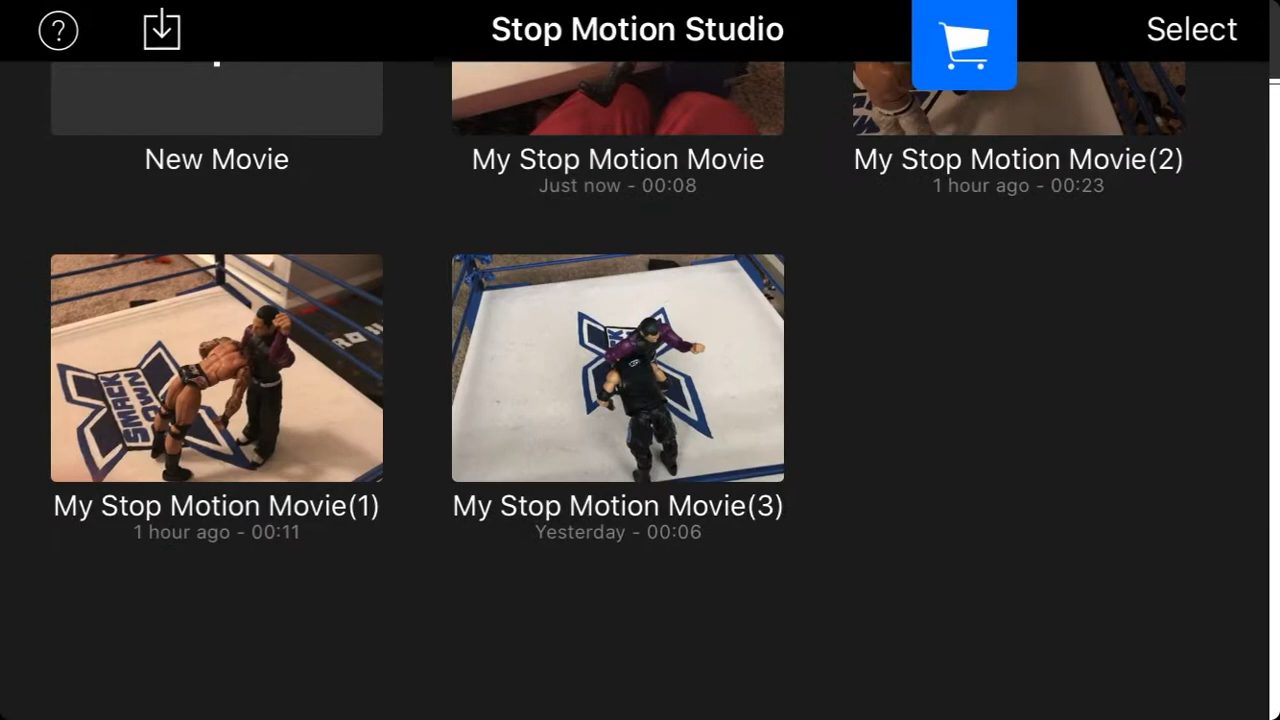 ?
Stop Motion Studio
Select
New Movie
My Stop Motion Movie
Just now - 00:08
My Stop Motion Movie(2)
1 hour ago - 00:23
SMACK
DOWN
My Stop Motion Movie(1)
1 hour ago - 00:11
My Stop Motion Movie(3)
Yesterday - 00:06